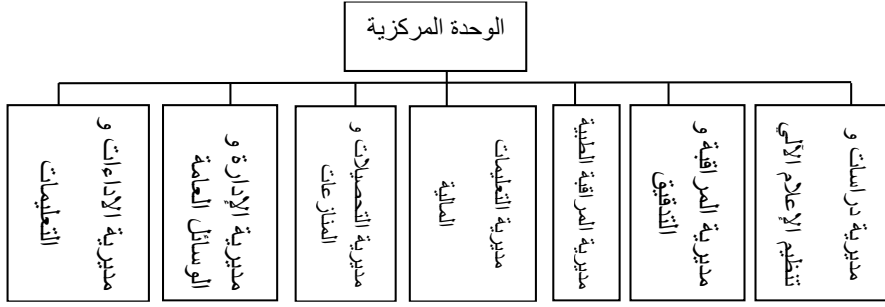 الوحدة المركزية
مديرية دراسات و
تنظيم الإعلام الآلي
مديرية المراقبة و
التدقيق
مديرية المراقبة الطبية
مديرية التعليمات
المالية
مديرية التحصيلات و
المنازعات
مديرية الإدارة و
الوسائل العامة
مديرية الاداءات و
التعليمات